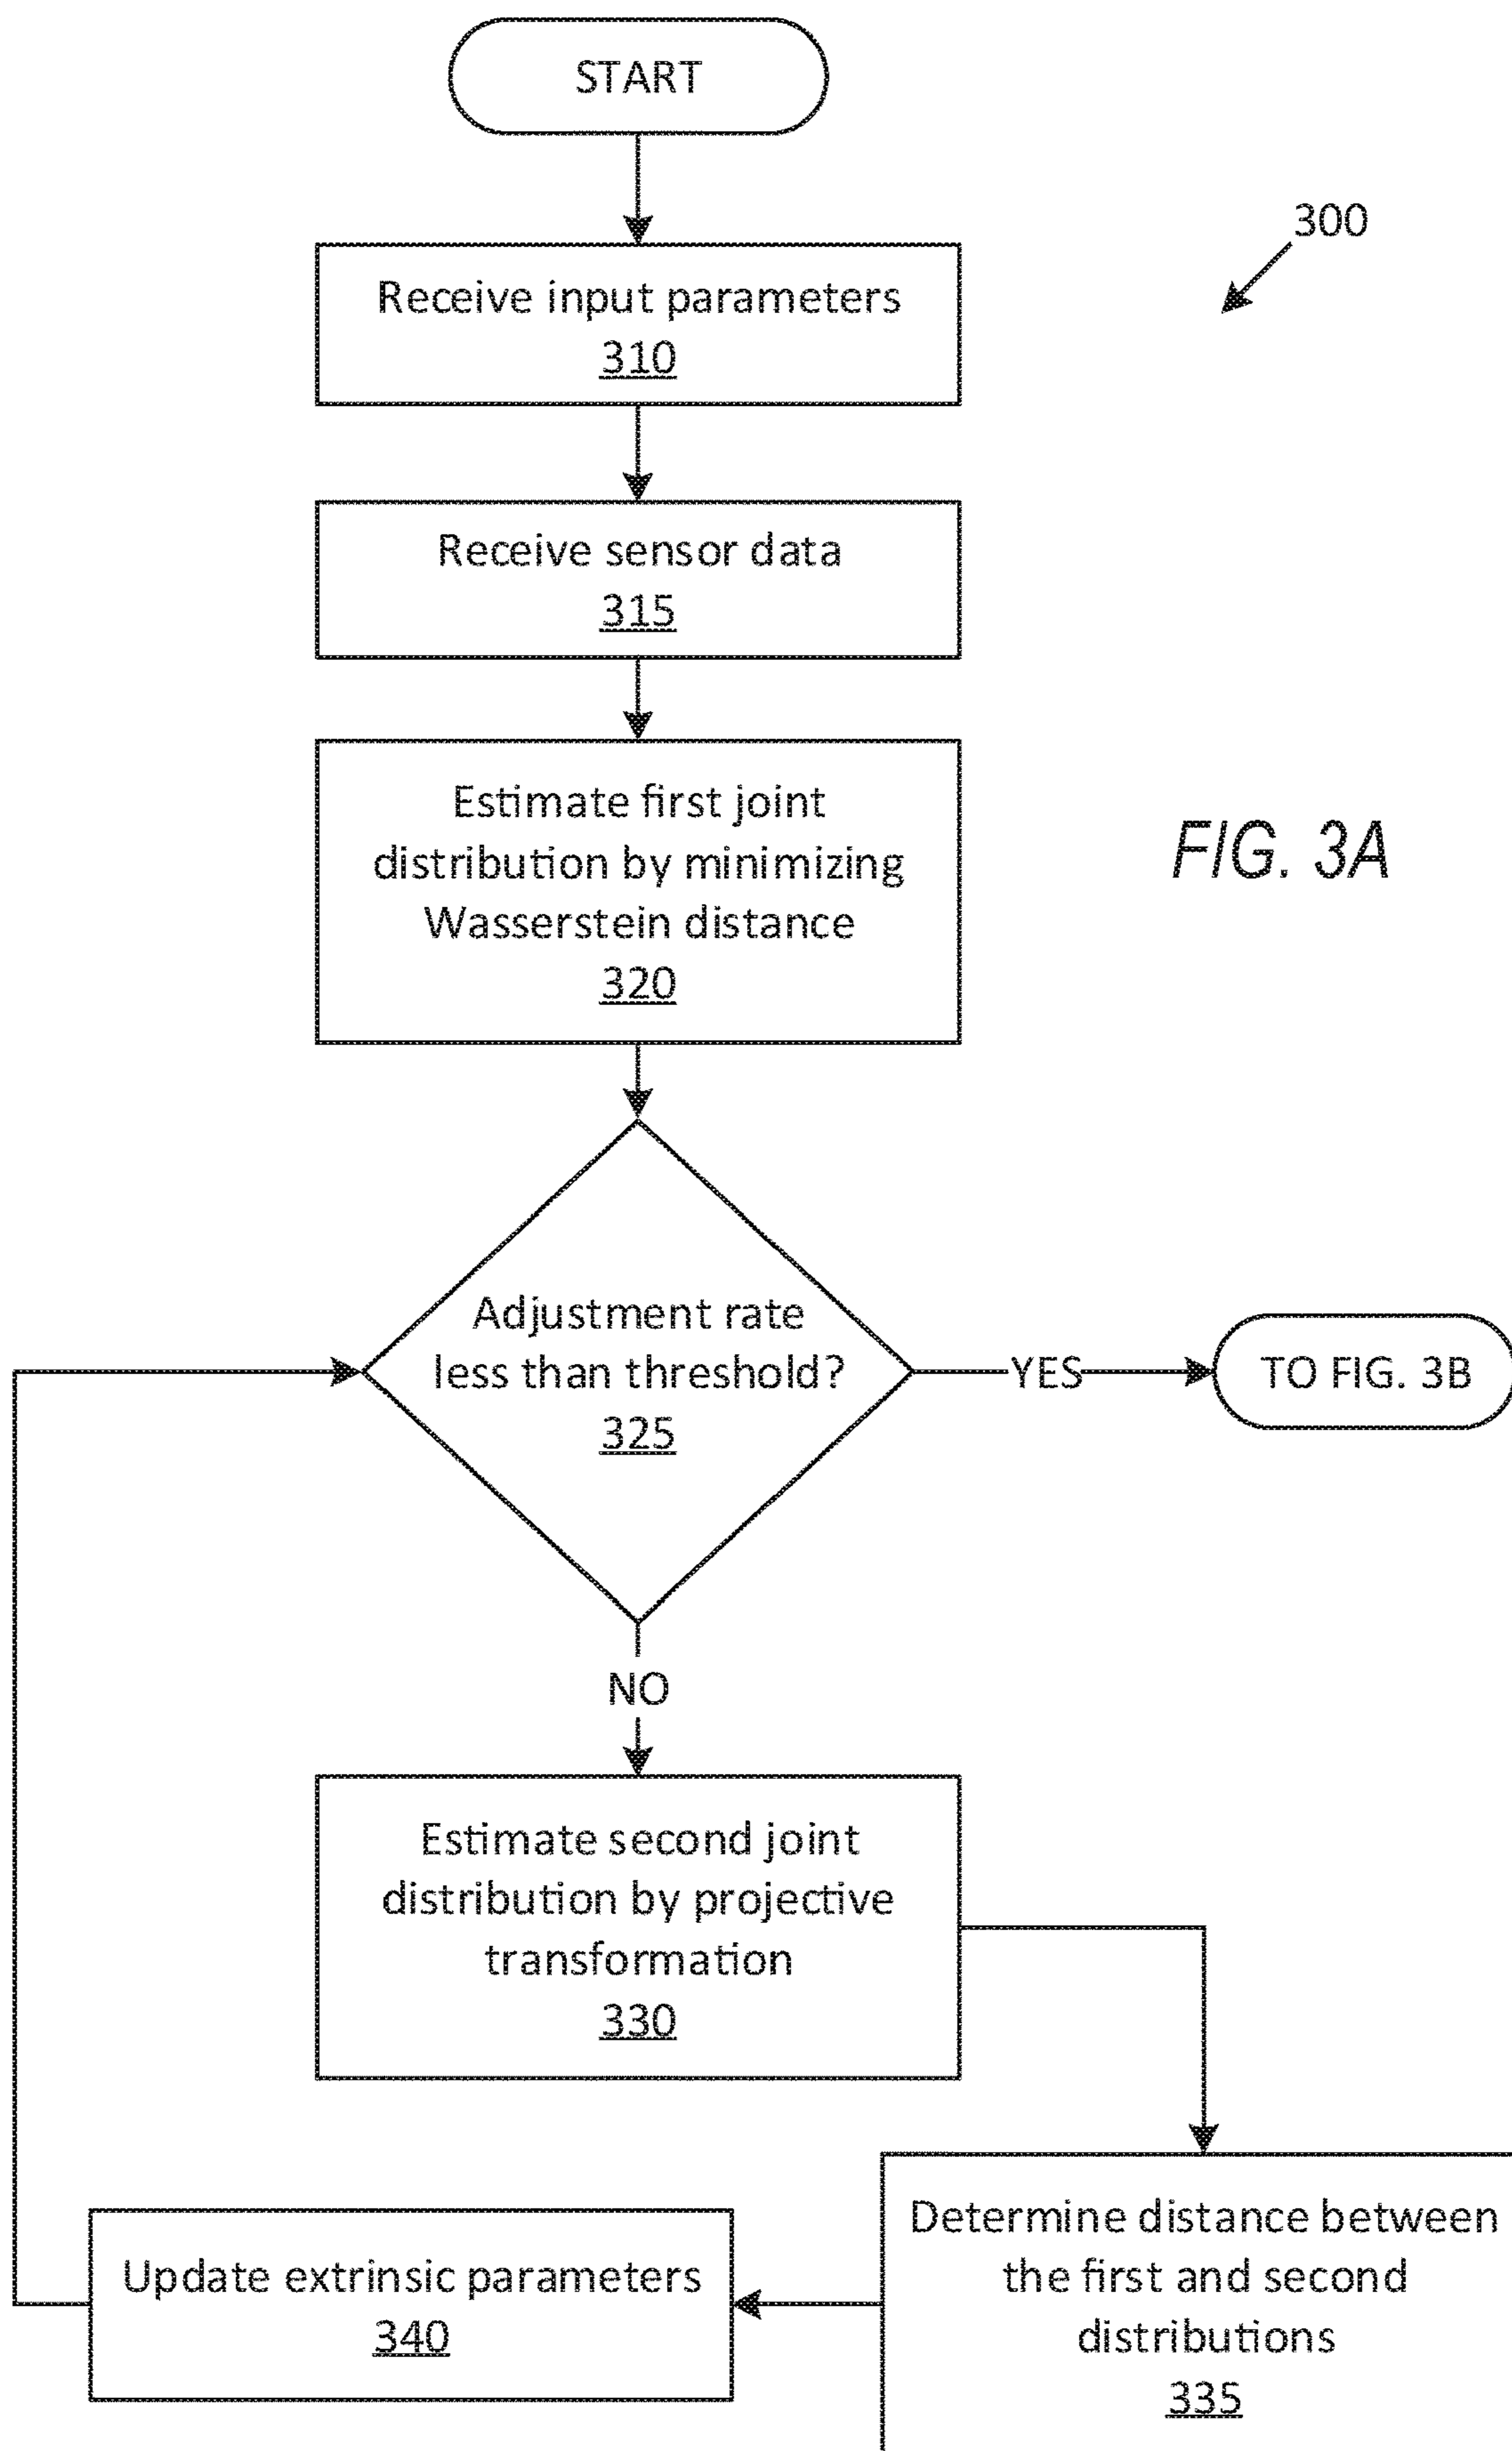 START
300
Receive input parameters
310
Receive sensor data
315
Estimate first joint
distribution by minimizing
Wasserstein distance
320
FIG. 3A
Adjustment rate
less than threshold?
325
YES
TO FIG. 3B
NO
Estimate second joint
distribution by projective
transformation
330
Determine distance between
the first and second
distributions
335
Update extrinsic parameters
340